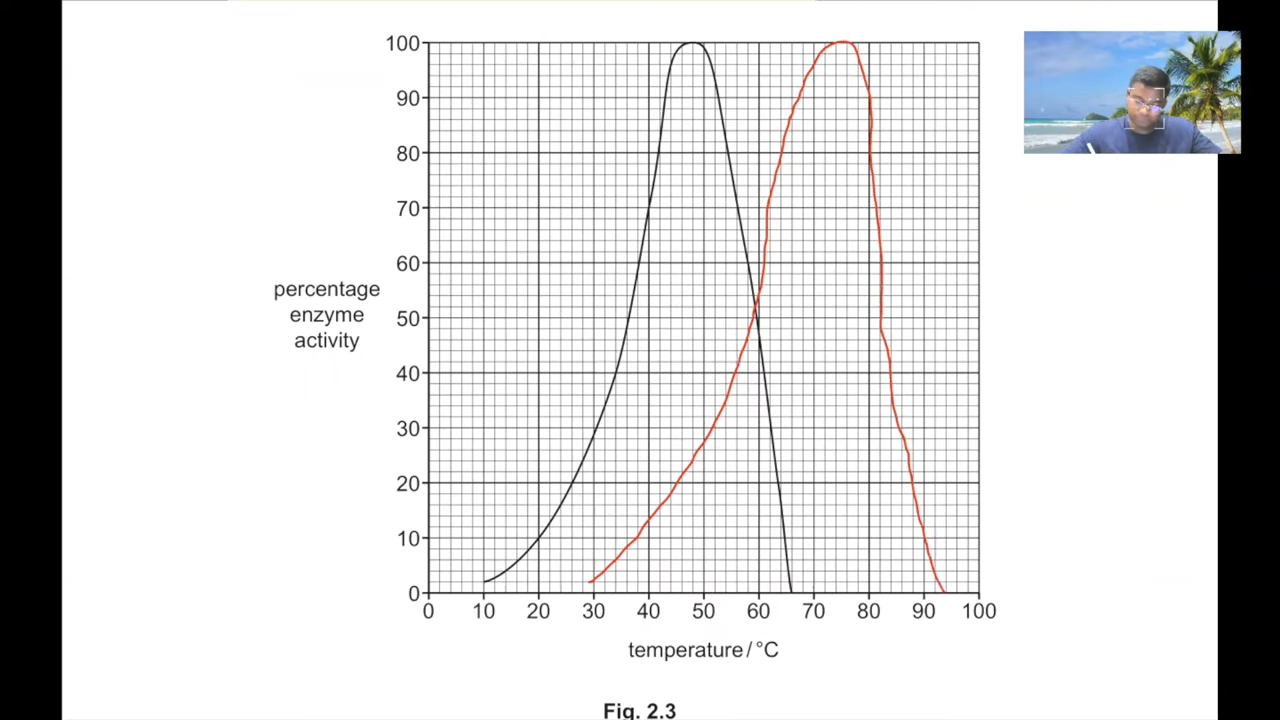 100
90
80
70
60
50
40
30
20
10
0
percentage
enzyme
activity
0 10 20 30 40 50 60 70 80 90 100
temperature/°C
Fig. 2.3